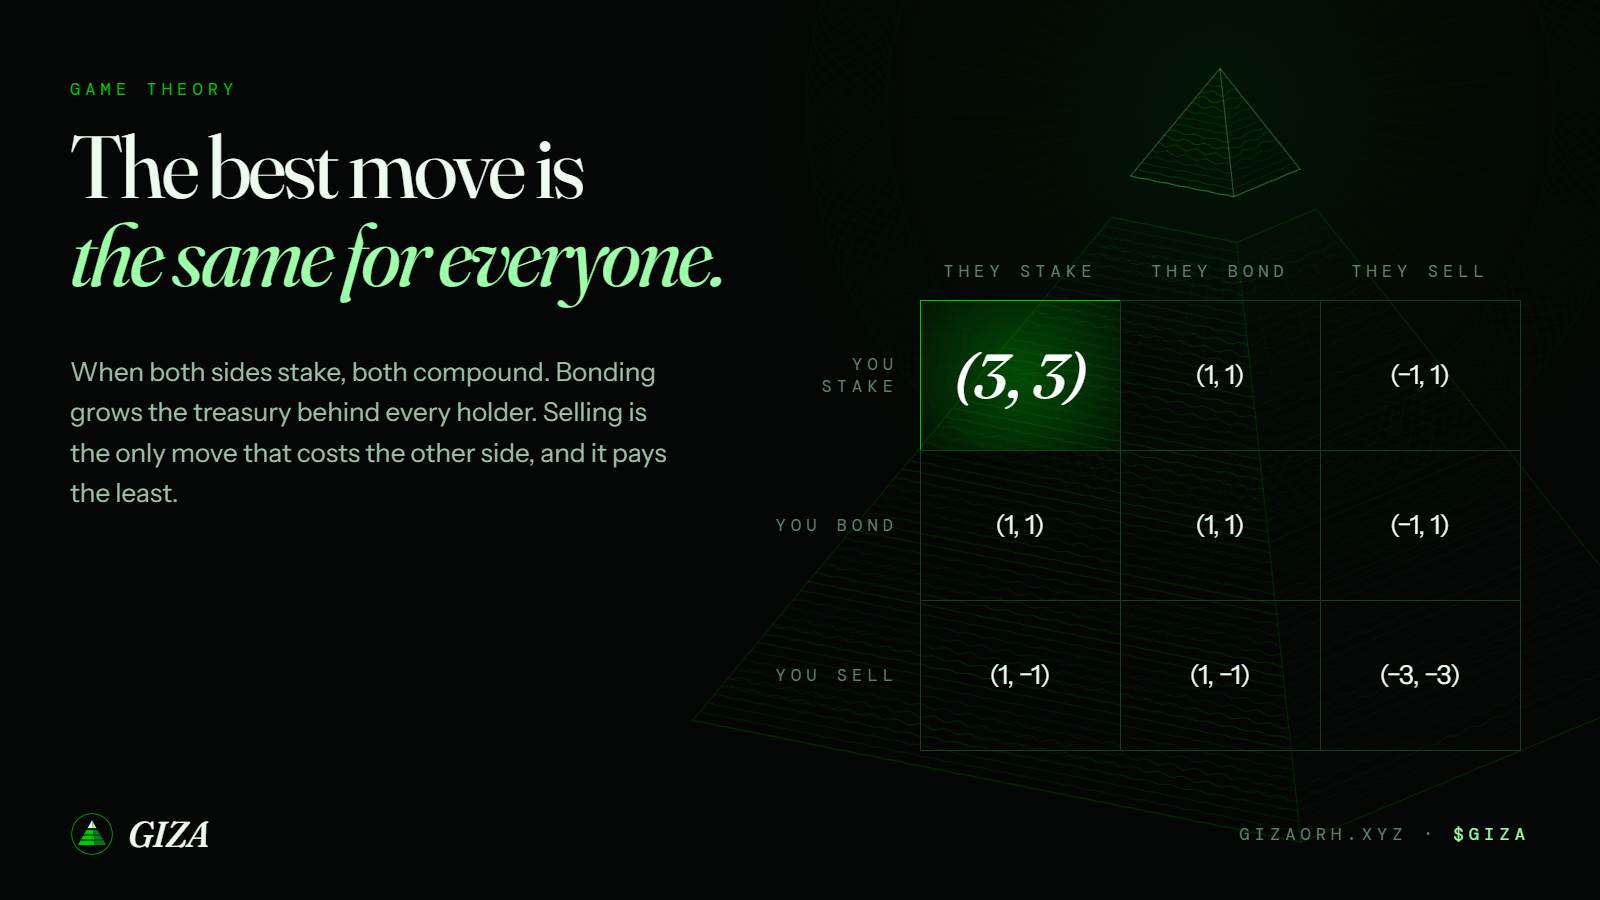 GAME THEORY
The best move is
the same for everyone.
When both sides stake, both compound. Bonding
grows the treasury behind every holder. Selling is
the only move that costs the other side, and it pays
the least.
THEY STAKE THEY BOND THEY SELL
YOU
STAKE
(3, 3) (1, 1) (−1, 1)
YOU BOND (1, 1) (1, 1) (−1, 1)
YOU SELL (1, −1) (1, −1) (−3, −3)
GIZA
GIZAORH.XYZ · $GIZA